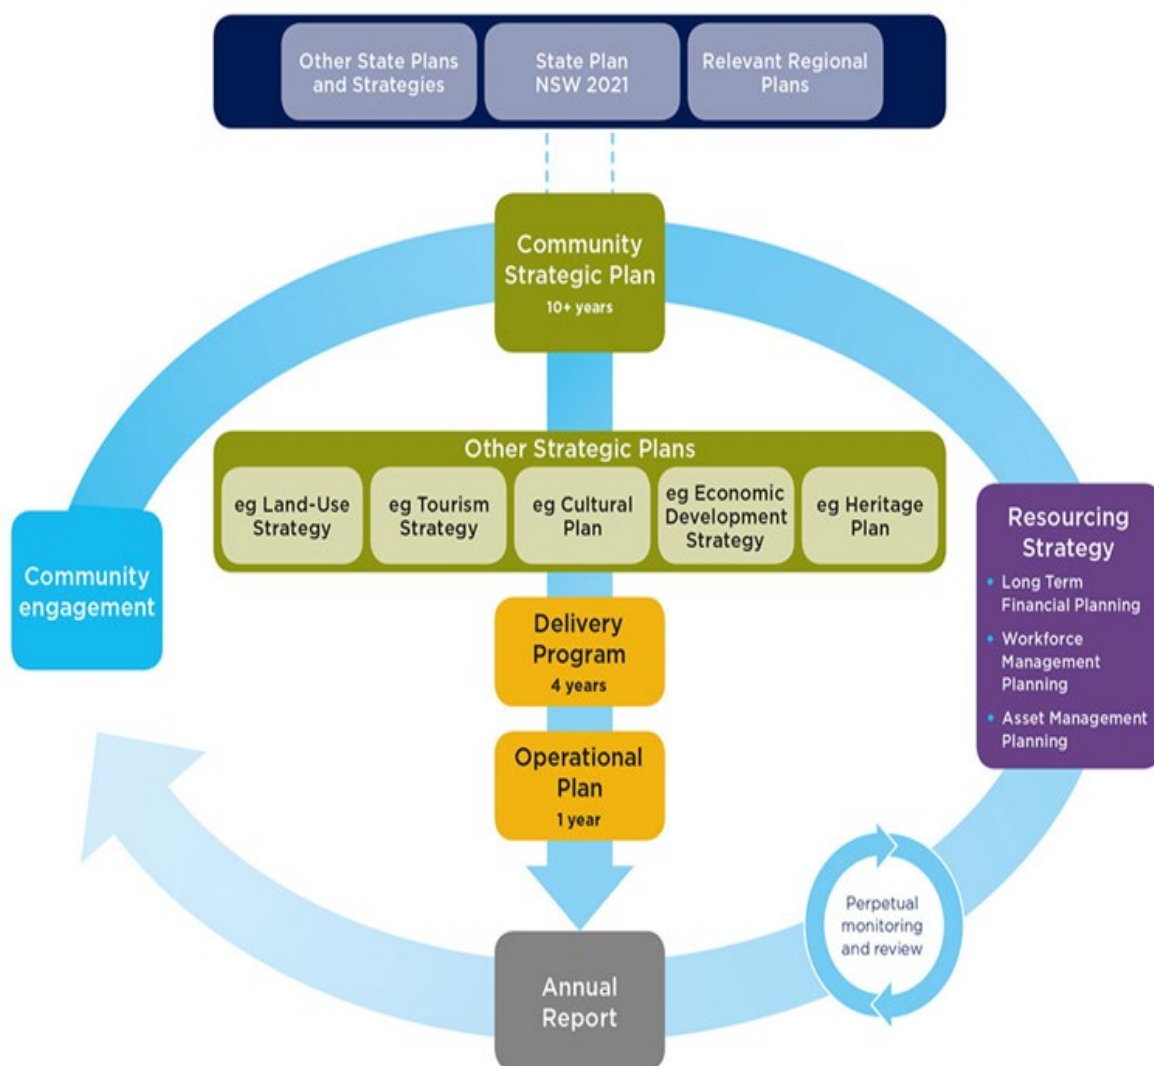 Other State Plans
and Strategies
State Plan
NSW 2021
Relevant Regional
Plans
Community
Strategic Plan
10+ years
Other Strategic Plans
eg Land-Use
Strategy
eg Tourism
Strategy
eg Cultural
Plan
eg Economic
Development
Strategy
eg Heritage
Plan
Community
engagement
Resourcing
Strategy
• Long Term
Financial Planning
• Workforce
Management
Planning
• Asset Management
Planning
Delivery
Program
4 years
Operational
Plan
1 year
Perpetual
monitoring
and review
Annual
Report